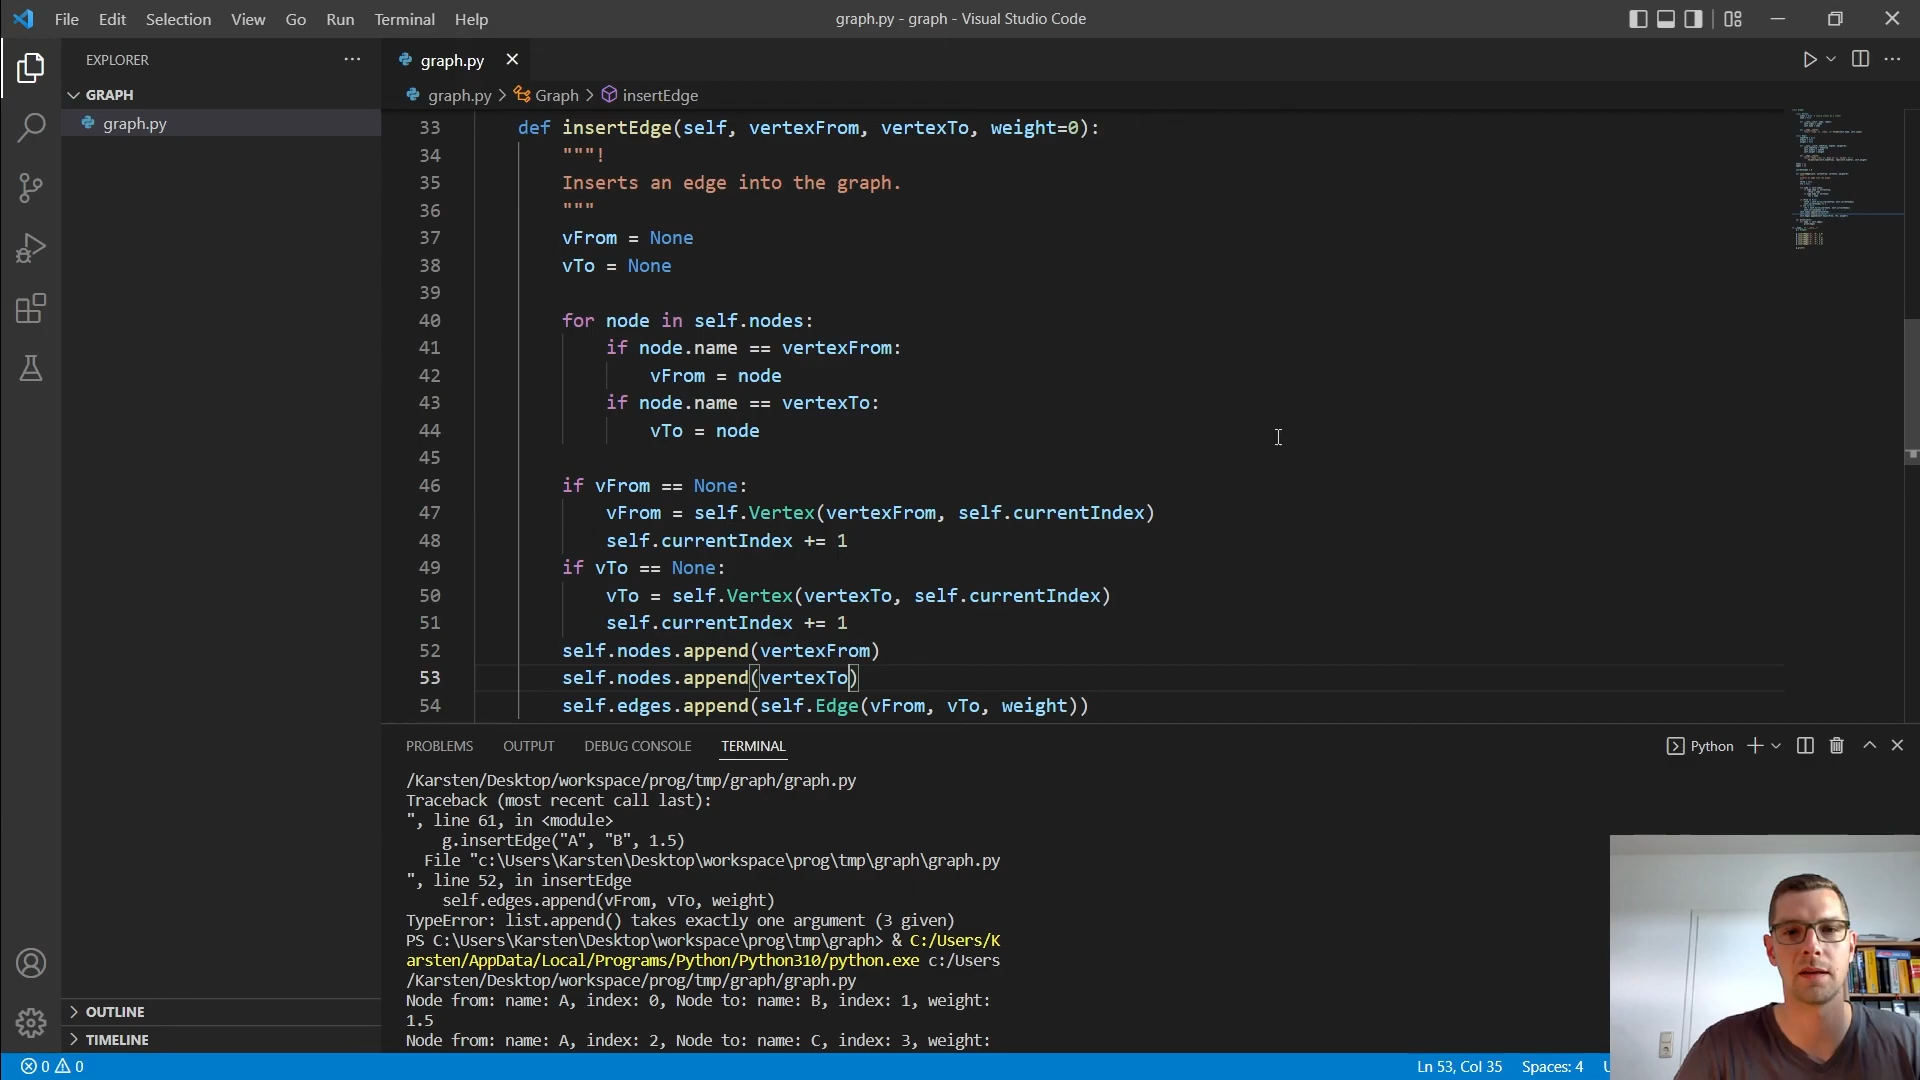 File Edit Selection View Go Run Terminal Help
graph.py - graph - Visual Studio Code
EXPLORER
GRAPH
graph.py
graph.py
graph.py > Graph > insertEdge
33 def insertEdge(self, vertexFrom, vertexTo, weight=0):
34 """!
35 Inserts an edge into the graph.
36 """
37 vFrom = None
38 vTo = None
39
40 for node in self.nodes:
41 if node.name == vertexFrom:
42 vFrom = node
43 if node.name == vertexTo:
44 vTo = node
45
46 if vFrom == None:
47 vFrom = self.Vertex(vertexFrom, self.currentIndex)
48 self.currentIndex += 1
49 if vTo == None:
50 vTo = self.Vertex(vertexTo, self.currentIndex)
51 self.currentIndex += 1
52 self.nodes.append(vertexFrom)
53 self.nodes.append(vertexTo)
54 self.edges.append(self.Edge(vFrom, vTo, weight))
PROBLEMS OUTPUT DEBUG CONSOLE TERMINAL
Python
/Karsten/Desktop/workspace/prog/tmp/graph/graph.py
Traceback (most recent call last):
", line 61, in <module>
g.insertEdge("A", "B", 1.5)
File "c:\Users\Karsten\Desktop\workspace\prog\tmp\graph\graph.py
", line 52, in insertEdge
self.edges.append(vFrom, vTo, weight)
TypeError: list.append() takes exactly one argument (3 given)
PS C:\Users\Karsten\Desktop\workspace\prog\tmp\graph> & C:/Users/K
arsten/AppData/Local/Programs/Python/Python310/python.exe c:/Users
/Karsten/Desktop/workspace/prog/tmp/graph/graph.py
Node from: name: A, index: 0, Node to: name: B, index: 1, weight:
1.5
Node from: name: A, index: 2, Node to: name: C, index: 3, weight:
OUTLINE
TIMELINE
0 0
Ln 53, Col 35 Spaces: 4